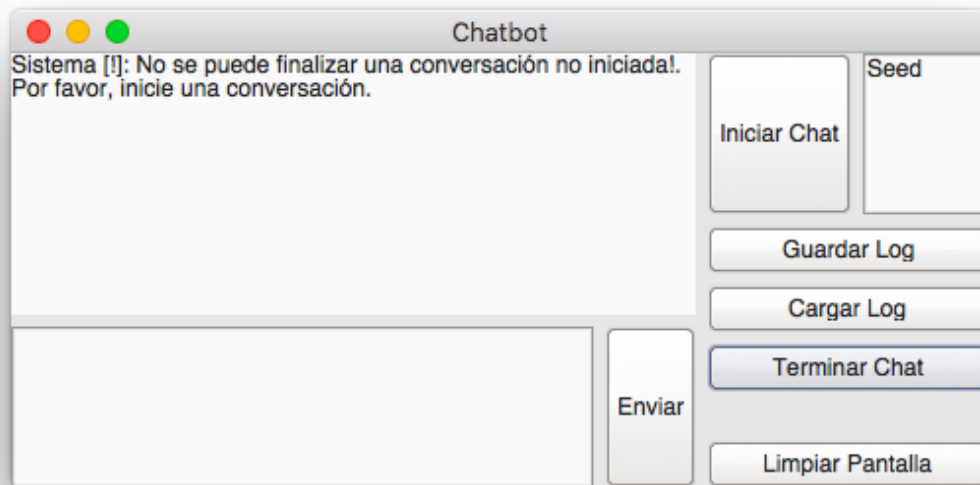 Chatbot
Sistema [!]: No se puede finalizar una conversación no iniciada!.
Por favor, inicie una conversación.
Iniciar Chat
Seed
Guardar Log
Cargar Log
Terminar Chat
Enviar
Limpiar Pantalla